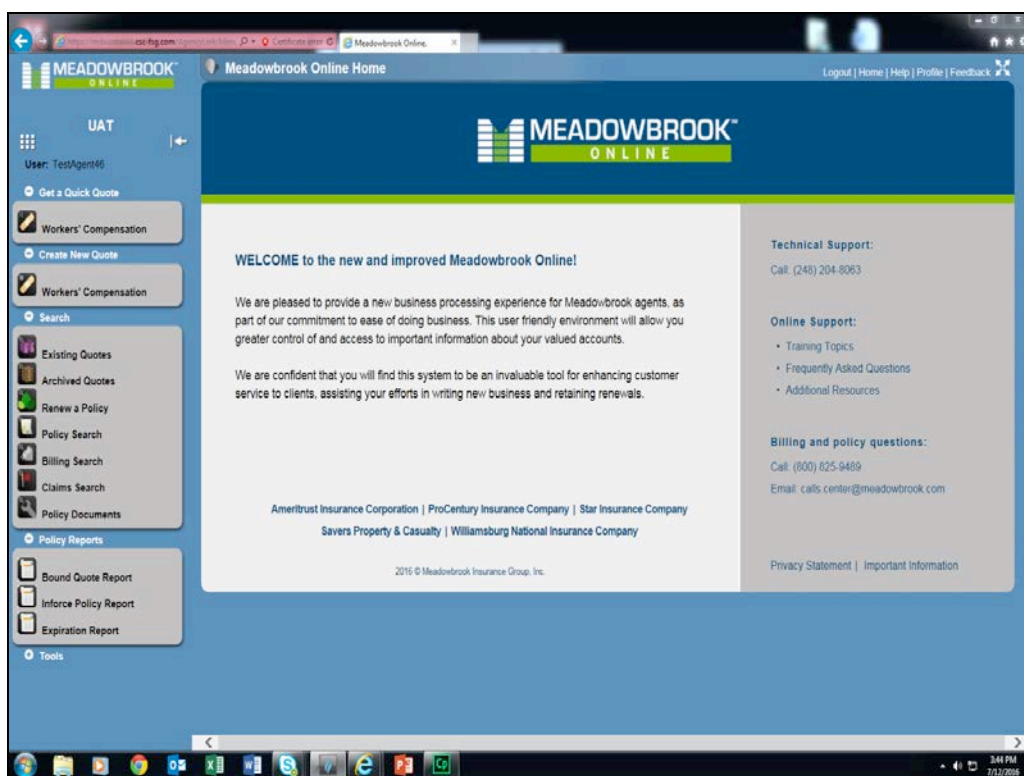 csc-fsg.com
Certificate error
Meadowbrook Online.
MEADOWBROOK™
ONLINE
Meadowbrook Online Home
Logout | Home | Help | Profile | Feedback
UAT
User: TestAgent46
Get a Quick Quote
Workers' Compensation
Create New Quote
Workers' Compensation
Search
Existing Quotes
Archived Quotes
Renew a Policy
Policy Search
Billing Search
Claims Search
Policy Documents
Policy Reports
Bound Quote Report
Inforce Policy Report
Expiration Report
Tools
MEADOWBROOK™
ONLINE
WELCOME to the new and improved Meadowbrook Online!
We are pleased to provide a new business processing experience for Meadowbrook agents, as
part of our commitment to ease of doing business. This user friendly environment will allow you
greater control of and access to important information about your valued accounts.
We are confident that you will find this system to be an invaluable tool for enhancing customer
service to clients, assisting your efforts in writing new business and retaining renewals.
Ameritrust Insurance Corporation | ProCentury Insurance Company | Star Insurance Company
Savers Property & Casualty | Williamsburg National Insurance Company
2016 © Meadowbrook Insurance Group, Inc.
Technical Support:
Call: (248) 204-8063
Online Support:
• Training Topics
• Frequently Asked Questions
• Additional Resources
Billing and policy questions:
Call: (800) 825-9489
Email: calls.center@meadowbrook.com
Privacy Statement | Important Information
3:44 PM
7/12/2016